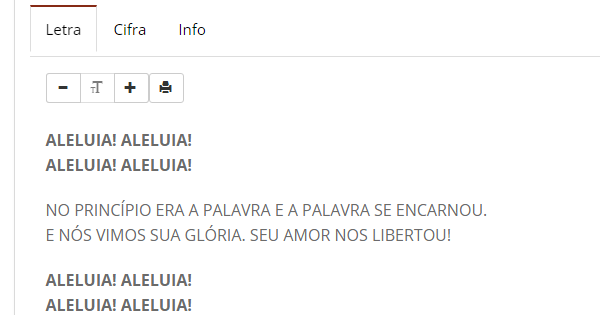 Letra Cifra Info
ALELUIA! ALELUIA!
ALELUIA! ALELUIA!
NO PRINCÍPIO ERA A PALAVRA E A PALAVRA SE ENCARNOU.
E NÓS VIMOS SUA GLÓRIA. SEU AMOR NOS LIBERTOU!
ALELUIA! ALELUIA!
ALELUIA! ALELUIA!